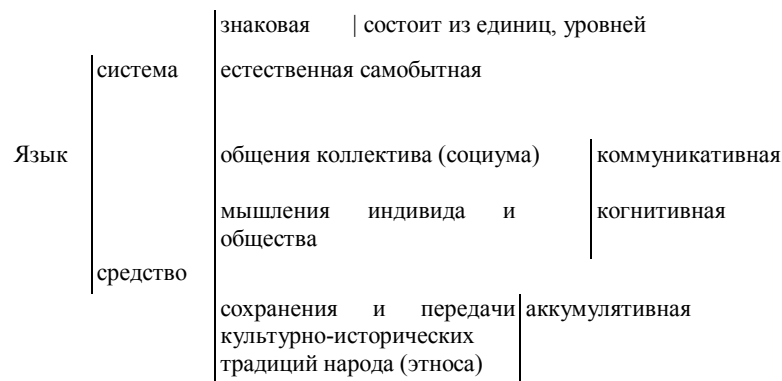 знаковая | состоит из единиц, уровней
система естественная самобытная
Язык общения коллектива (социума) коммуникативная
мышления индивида и когнитивная
общества
средство
сохранения и передачи аккумулятивная
культурно-исторических
традиций народа (этноса)